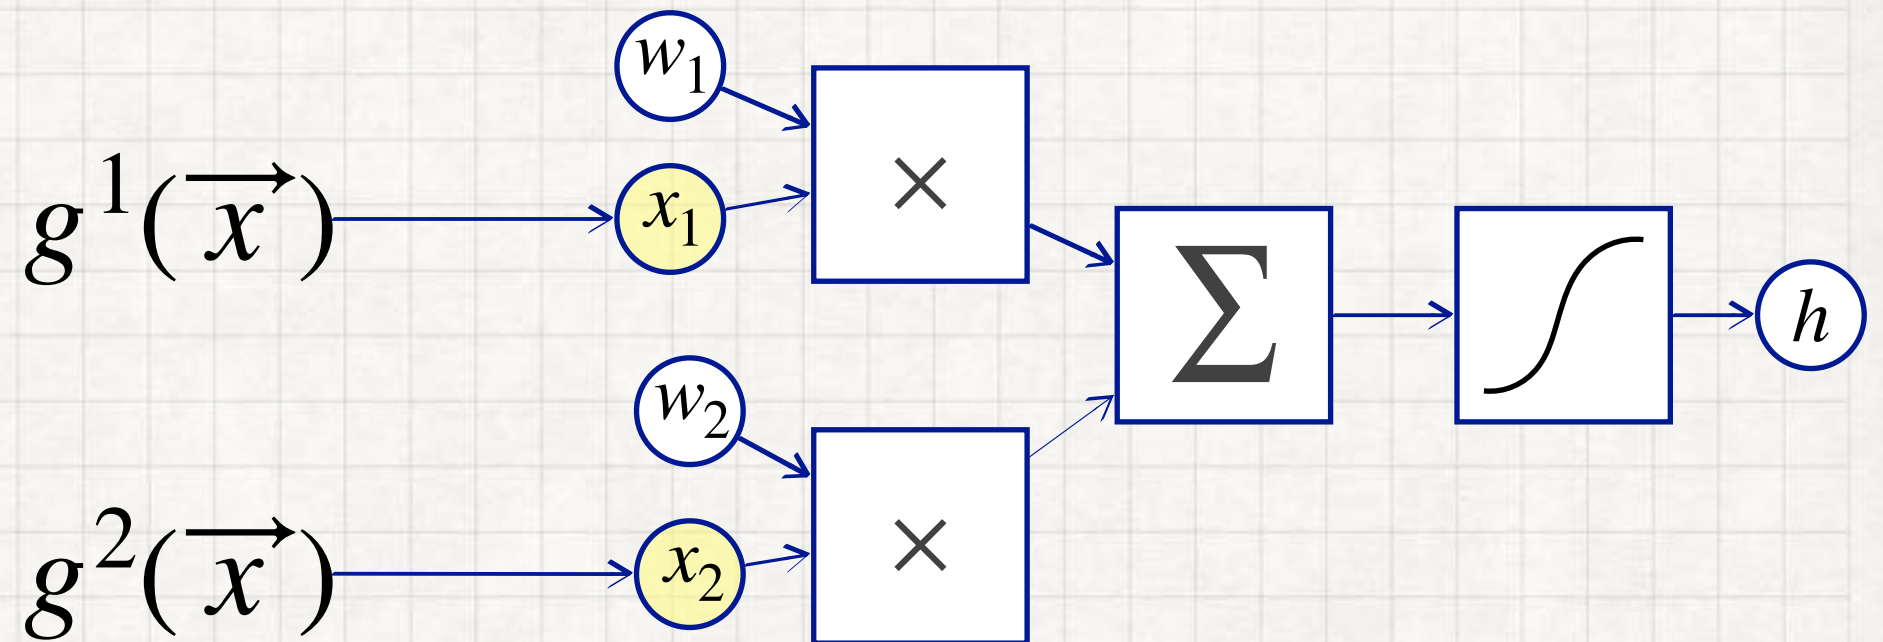 w₁
g¹(x⃗)
x₁
×
Σ
h
w₂
g²(x⃗)
x₂
×